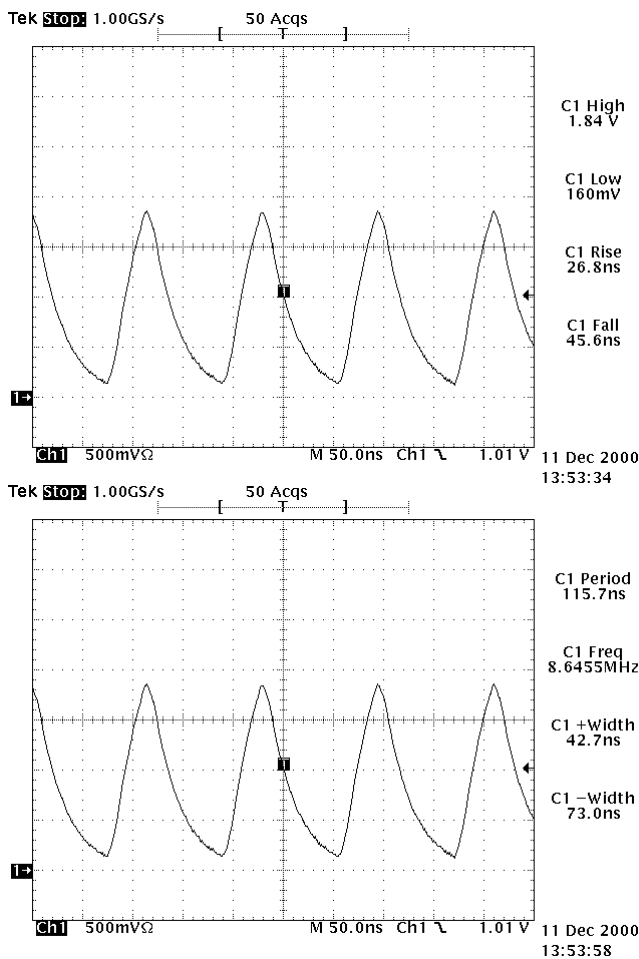 Tek Stop: 1.00GS/s 50 Acqs
C1 High
1.84 V
C1 Low
160mV
C1 Rise
26.8ns
C1 Fall
45.6ns
1
1
Ch1 500mVΩ M 50.0ns Ch1 1.01 V
11 Dec 2000
13:53:34
Tek Stop: 1.00GS/s 50 Acqs
C1 Period
115.7ns
C1 Freq
8.6455MHz
C1 +Width
42.7ns
C1 −Width
73.0ns
1
1
Ch1 500mVΩ M 50.0ns Ch1 1.01 V
11 Dec 2000
13:53:58